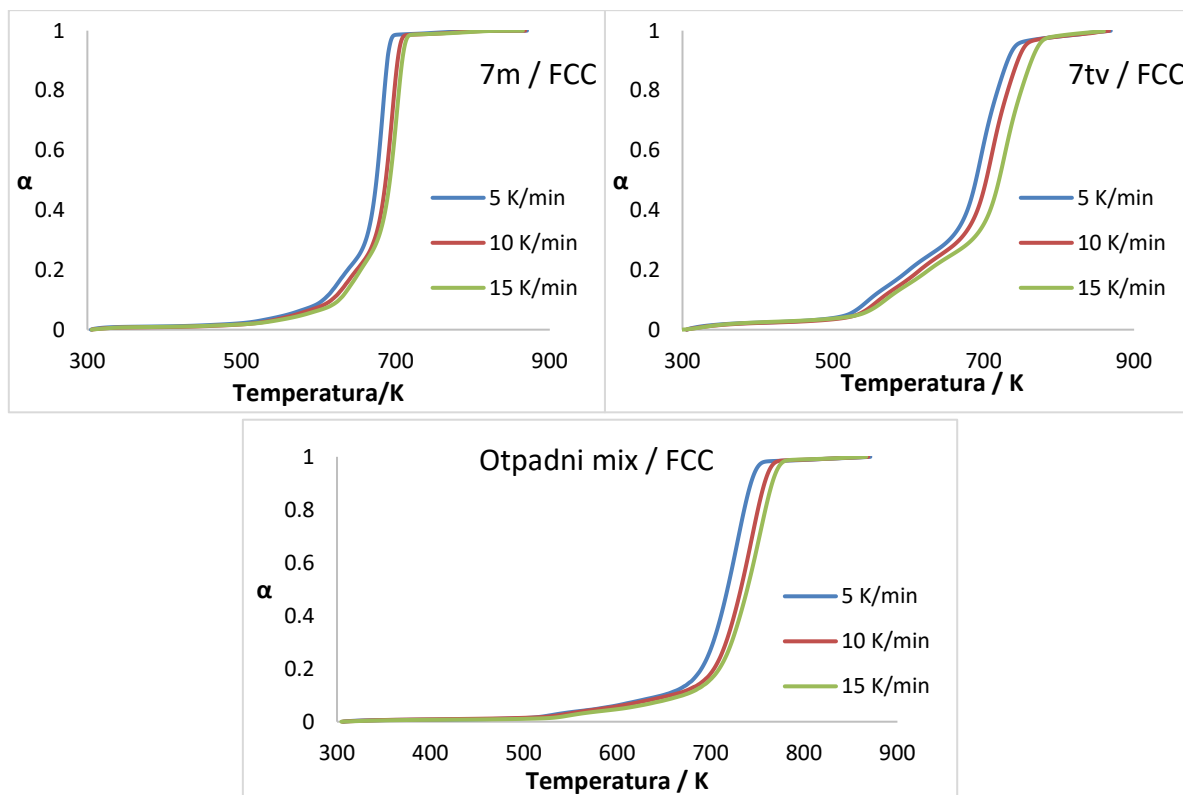 1
0.8
0.6
0.4
0.2
0
α
300
500
700
900
Temperatura/K
7m / FCC
5 K/min
10 K/min
15 K/min
1
0.8
0.6
0.4
0.2
0
α
300
500
700
900
Temperatura / K
7tv / FCC
5 K/min
10 K/min
15 K/min
Otpadni mix / FCC
1
0.8
0.6
0.4
0.2
0
α
5 K/min
10 K/min
15 K/min
300
400
500
600
700
800
900
Temperatura / K